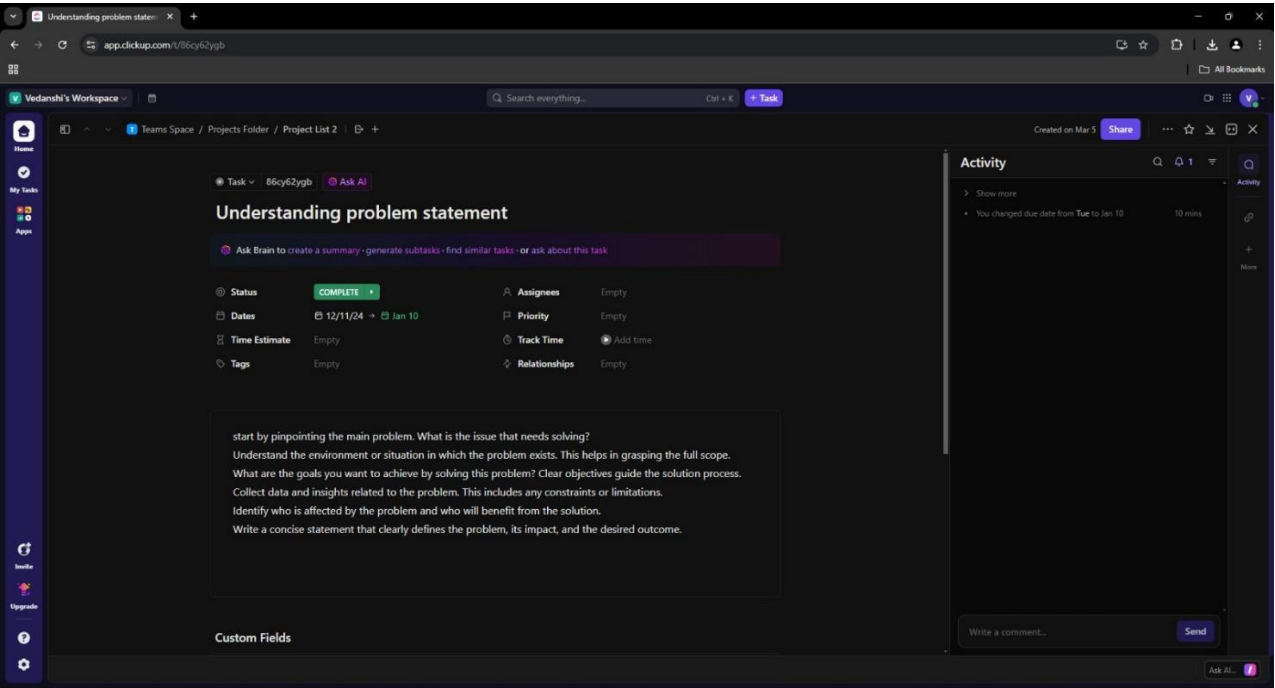 Understanding problem statem
app.clickup.com/t/86cy62ygb
All Bookmarks
V Vedanshi's Workspace
Search everything... Ctrl + K + Task
V
Home
My Tasks
Apps
Invite
Upgrade
T Teams Space / Projects Folder / Project List 2
Created on Mar 5 Share
Task 86cy62ygb Ask AI
Understanding problem statement
Ask Brain to create a summary · generate subtasks · find similar tasks · or ask about this task
Status COMPLETE Assignees Empty
Dates 12/11/24 → Jan 10 Priority Empty
Time Estimate Empty Track Time Add time
Tags Empty Relationships Empty
start by pinpointing the main problem. What is the issue that needs solving?
Understand the environment or situation in which the problem exists. This helps in grasping the full scope.
What are the goals you want to achieve by solving this problem? Clear objectives guide the solution process.
Collect data and insights related to the problem. This includes any constraints or limitations.
Identify who is affected by the problem and who will benefit from the solution.
Write a concise statement that clearly defines the problem, its impact, and the desired outcome.
Custom Fields
Activity 1
Show more
You changed due date from Tue to Jan 10 10 mins
Write a comment... Send
Activity
More
Ask AI...